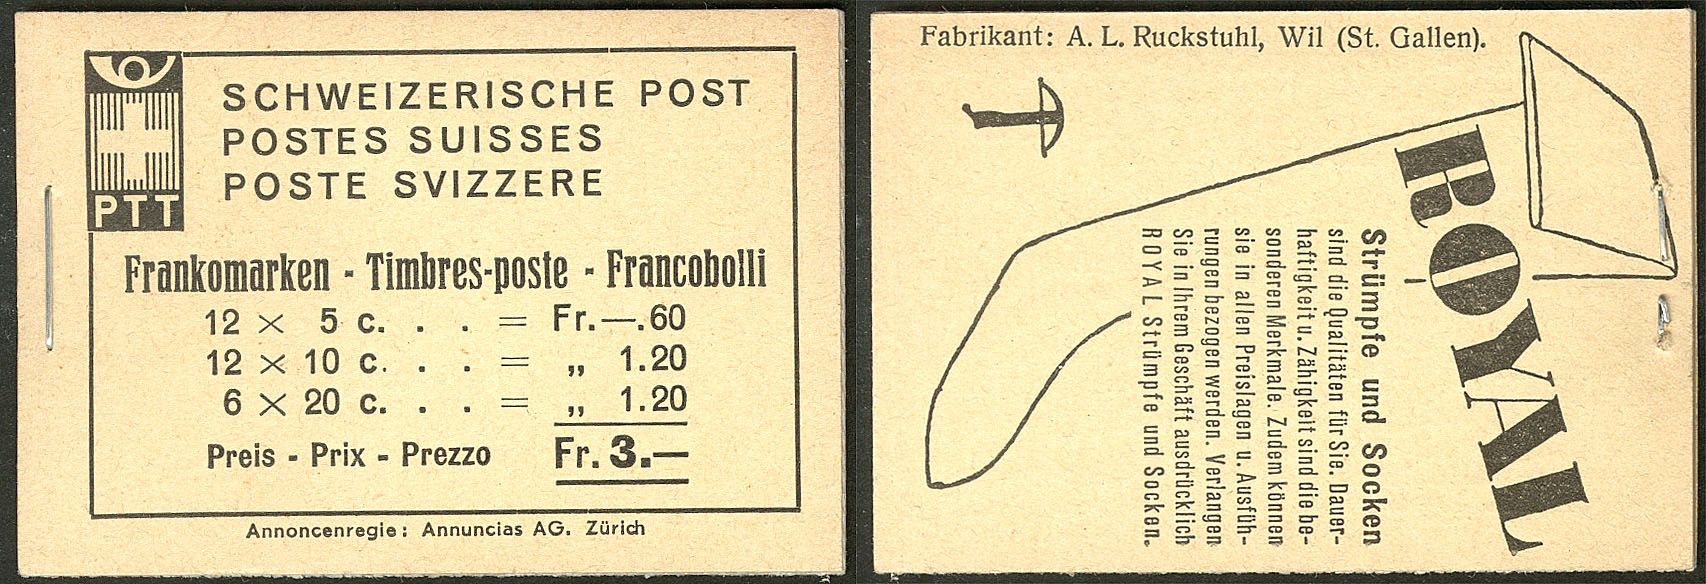 PTT
SCHWEIZERISCHE POST
POSTES SUISSES
POSTE SVIZZERE
Frankomarken - Timbres-poste - Francobolli
12 × 5 c. . . = Fr.—.60
12 × 10 c. . . = „ 1.20
6 × 20 c. . . = „ 1.20
Preis - Prix - Prezzo Fr. 3.—
Annoncenregie: Annuncias AG. Zürich
Fabrikant: A. L. Ruckstuhl, Wil (St. Gallen).
ROYAL
Strümpfe und Socken
sind die Qualitäten für Sie. Dauer-
haftigkeit u. Zähigkeit sind die be-
sonderen Merkmale. Zudem können
sie in allen Preislagen u. Ausfüh-
rungen bezogen werden. Verlangen
Sie in Ihrem Geschäft ausdrücklich
ROYAL Strümpfe und Socken.